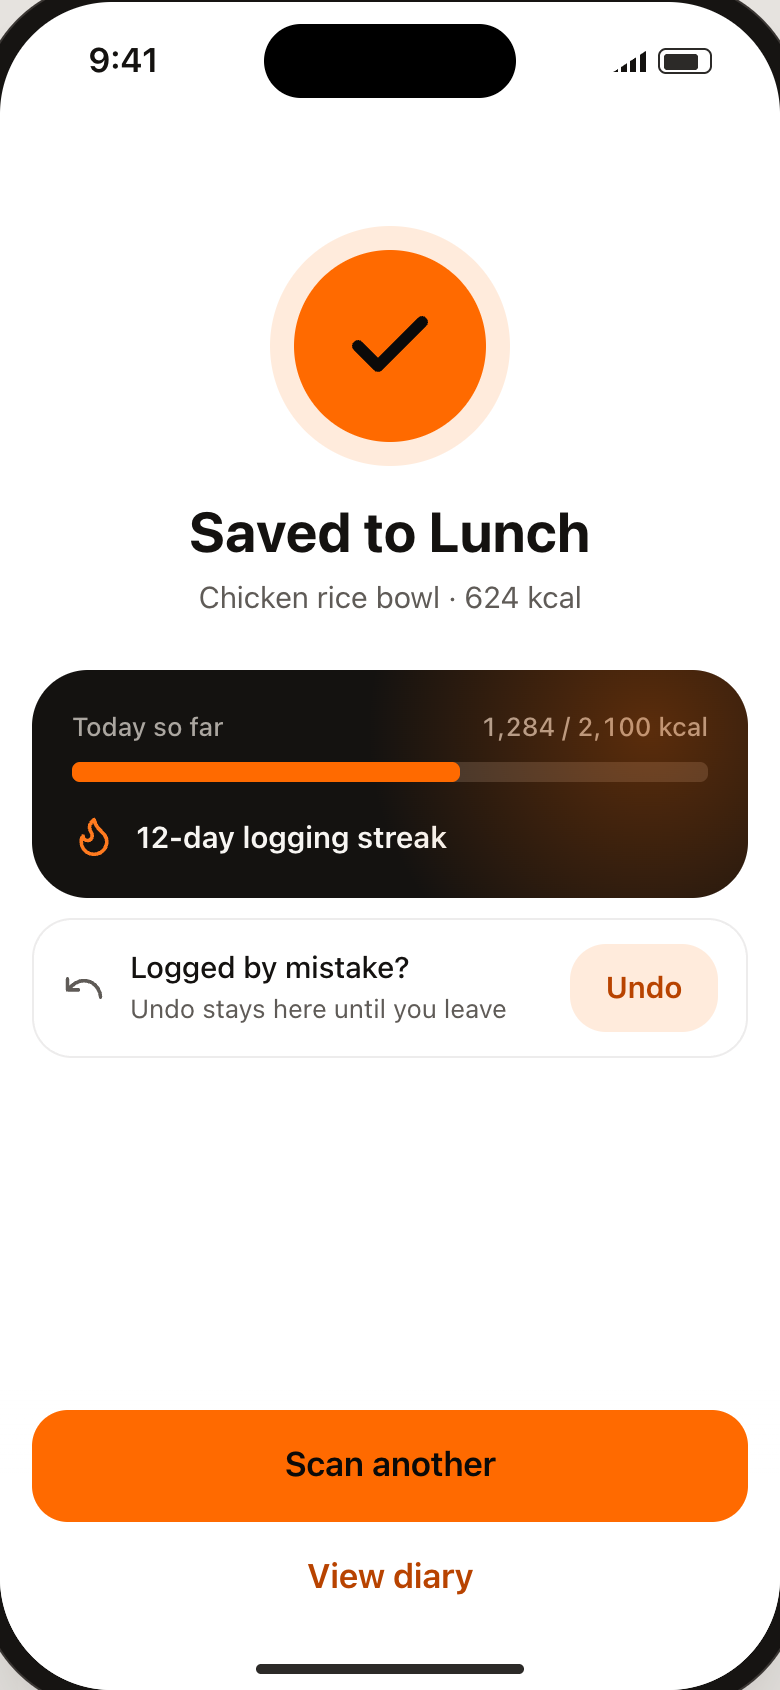 9:41
Saved to Lunch
Chicken rice bowl · 624 kcal
Today so far
1,284 / 2,100 kcal
12-day logging streak
Logged by mistake?
Undo stays here until you leave
Undo
Scan another
View diary